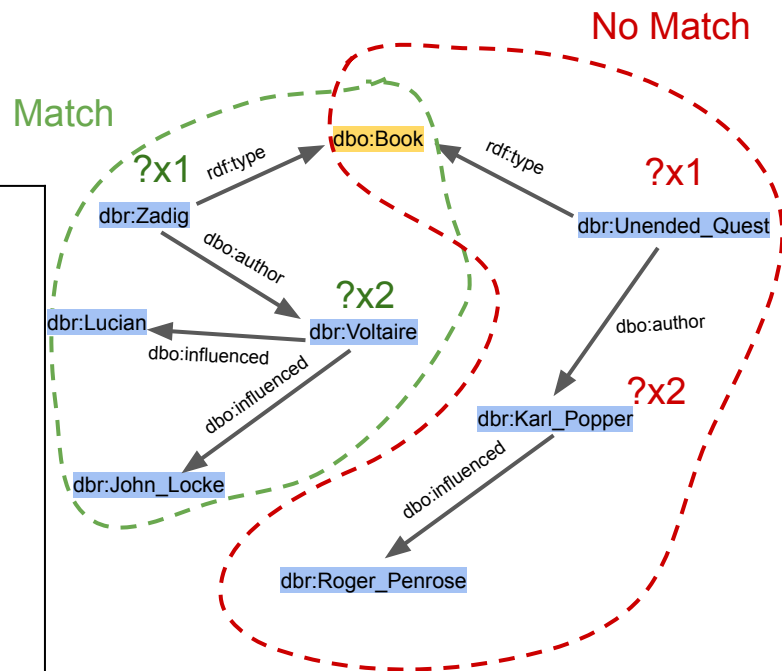 No Match
Match
dbo:Book
rdf:type
rdf:type
?x1
?x1
dbr:Zadig
dbr:Unended_Quest
dbo:author
?x2
dbr:Lucian
dbr:Voltaire
dbo:author
dbo:influenced
dbo:influenced
?x2
dbr:Karl_Popper
dbr:John_Locke
dbo:influenced
dbr:Roger_Penrose